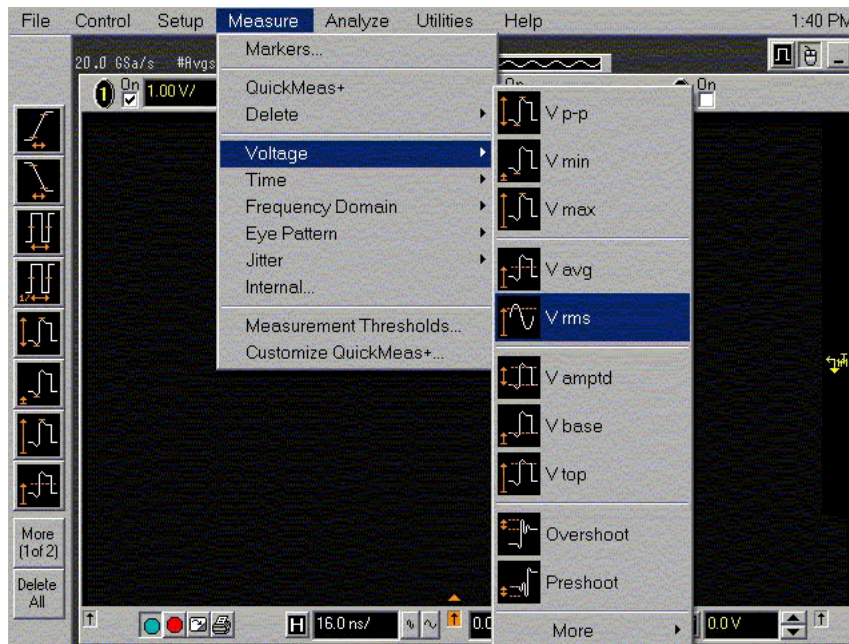 File Control Setup Measure Analyze Utilities Help 1:40 PM
20.0 GSa/s #Avgs
1 On 1.00 V/ On On
Markers...
QuickMeas+
Delete
Voltage
Time
Frequency Domain
Eye Pattern
Jitter
Internal...
Measurement Thresholds...
Customize QuickMeas+...
V p-p
V min
V max
V avg
V rms
V amptd
V base
V top
Overshoot
Preshoot
More
More
(1of 2)
Delete
All
H 16.0 ns/ 0.0 V